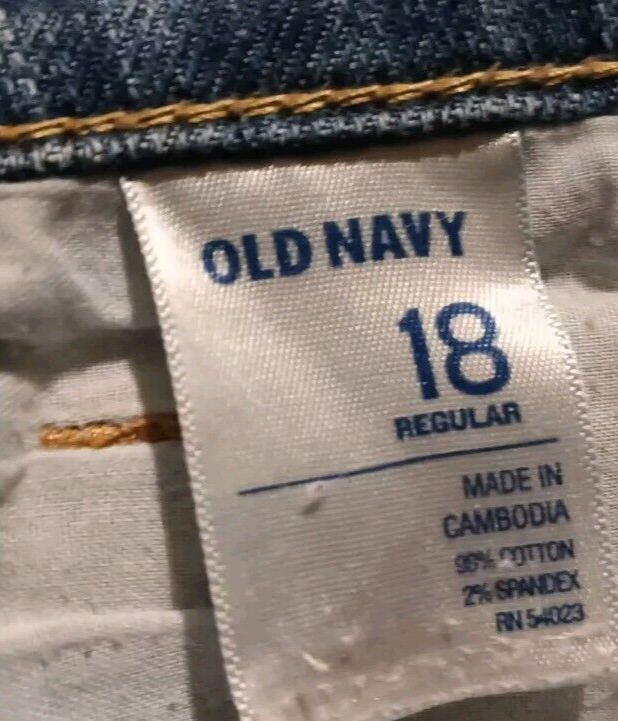 OLD NAVY
18
REGULAR
MADE IN
CAMBODIA
98% COTTON
2% SPANDEX
RN 54023